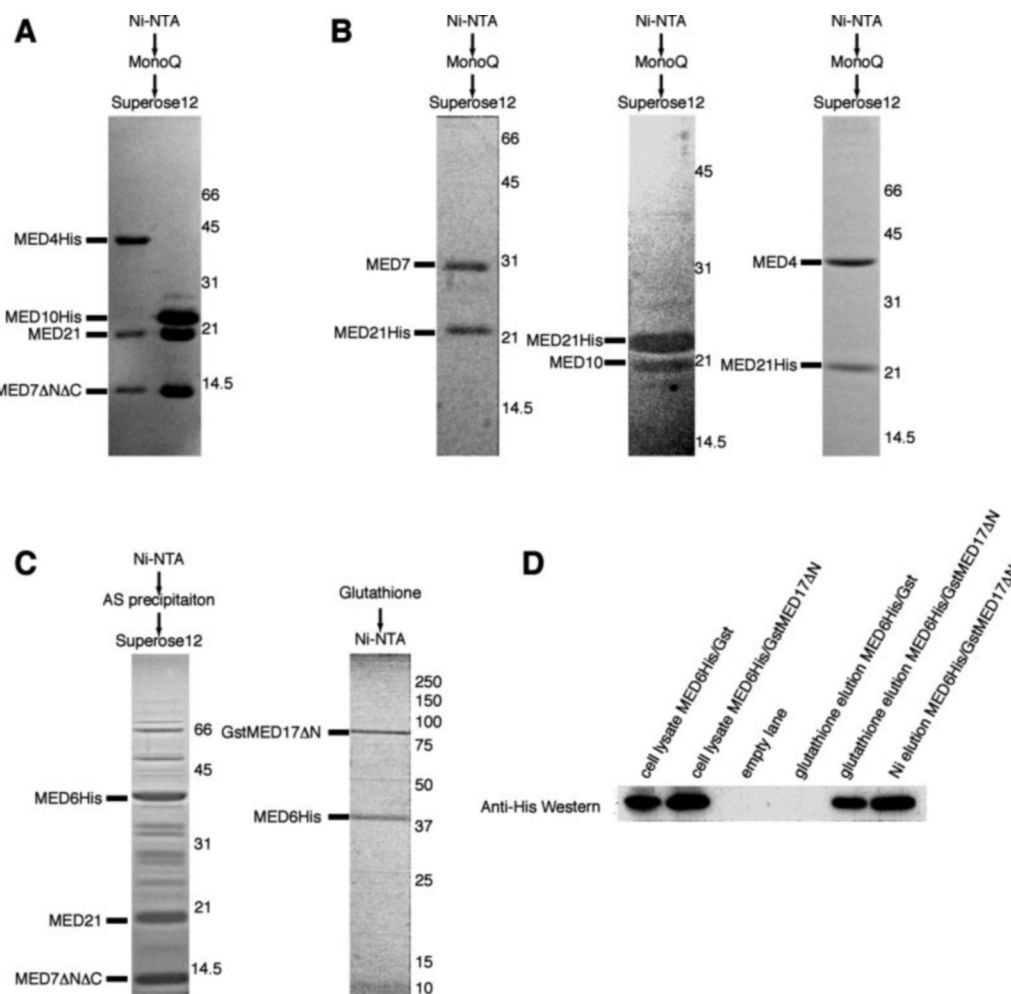 A
Ni-NTA
MonoQ
Superose12
66
45
MED4His
31
MED10His
21
MED21
14.5
MED7ΔNΔC
B
Ni-NTA
MonoQ
Superose12
66
45
MED7
31
MED21His
21
14.5
Ni-NTA
MonoQ
Superose12
45
31
MED21His
MED10
21
14.5
Ni-NTA
MonoQ
Superose12
66
45
MED4
31
MED21His
21
14.5
C
Ni-NTA
AS precipitaiton
Superose12
66
45
MED6His
31
21
MED21
14.5
MED7ΔNΔC
Glutathione
Ni-NTA
250
150
100
GstMED17ΔN
75
50
MED6His
37
25
15
10
D
cell lysate MED6His/Gst
cell lysate MED6His/GstMED17ΔN
empty lane
glutathione elution MED6His/Gst
glutathione elution MED6His/GstMED17ΔN
Ni elution MED6His/GstMED17ΔN
Anti-His Western